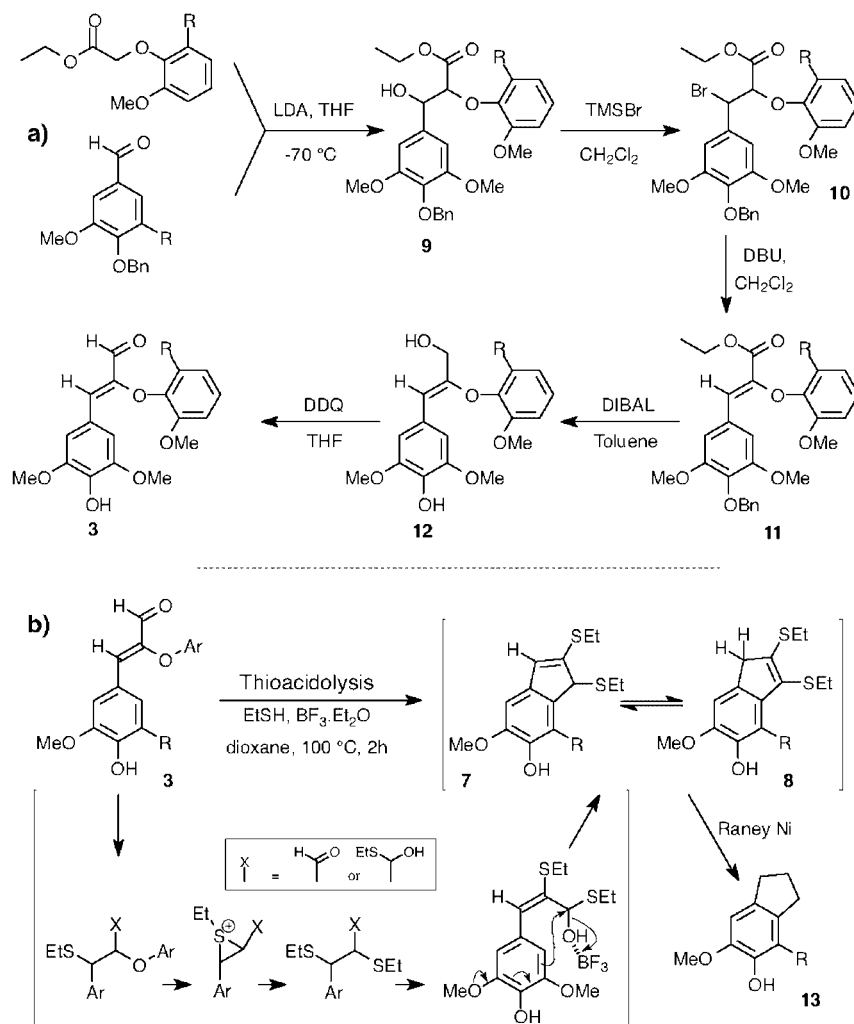 a)
O
R
O
O
MeO
O
H
MeO
R
OBn
LDA, THF
-70 °C
O
O
R
HO
O
OMe
MeO
OMe
OBn
9
TMSBr
CH2Cl2
O
O
R
Br
O
OMe
MeO
OMe
OBn
10
DBU,
CH2Cl2
O
O
R
H
O
OMe
MeO
OMe
OBn
11
DIBAL
Toluene
HO
R
H
O
OMe
MeO
OMe
OH
12
DDQ
THF
H
O
R
H
O
OMe
MeO
OMe
OH
3
b)
H
O
H
O
Ar
MeO
R
OH
3
Thioacidolysis
EtSH, BF3.Et2O
dioxane, 100 °C, 2h
H
SEt
SEt
MeO
R
OH
7
H
H
SEt
SEt
MeO
R
OH
8
Raney Ni
MeO
R
OH
13
X
=
H
O
or
EtS
OH
X
EtS
O
Ar
Ar
Et
S
+
X
Ar
X
EtS
SEt
Ar
SEt
H
SEt
OH
BF3
MeO
OMe
OH